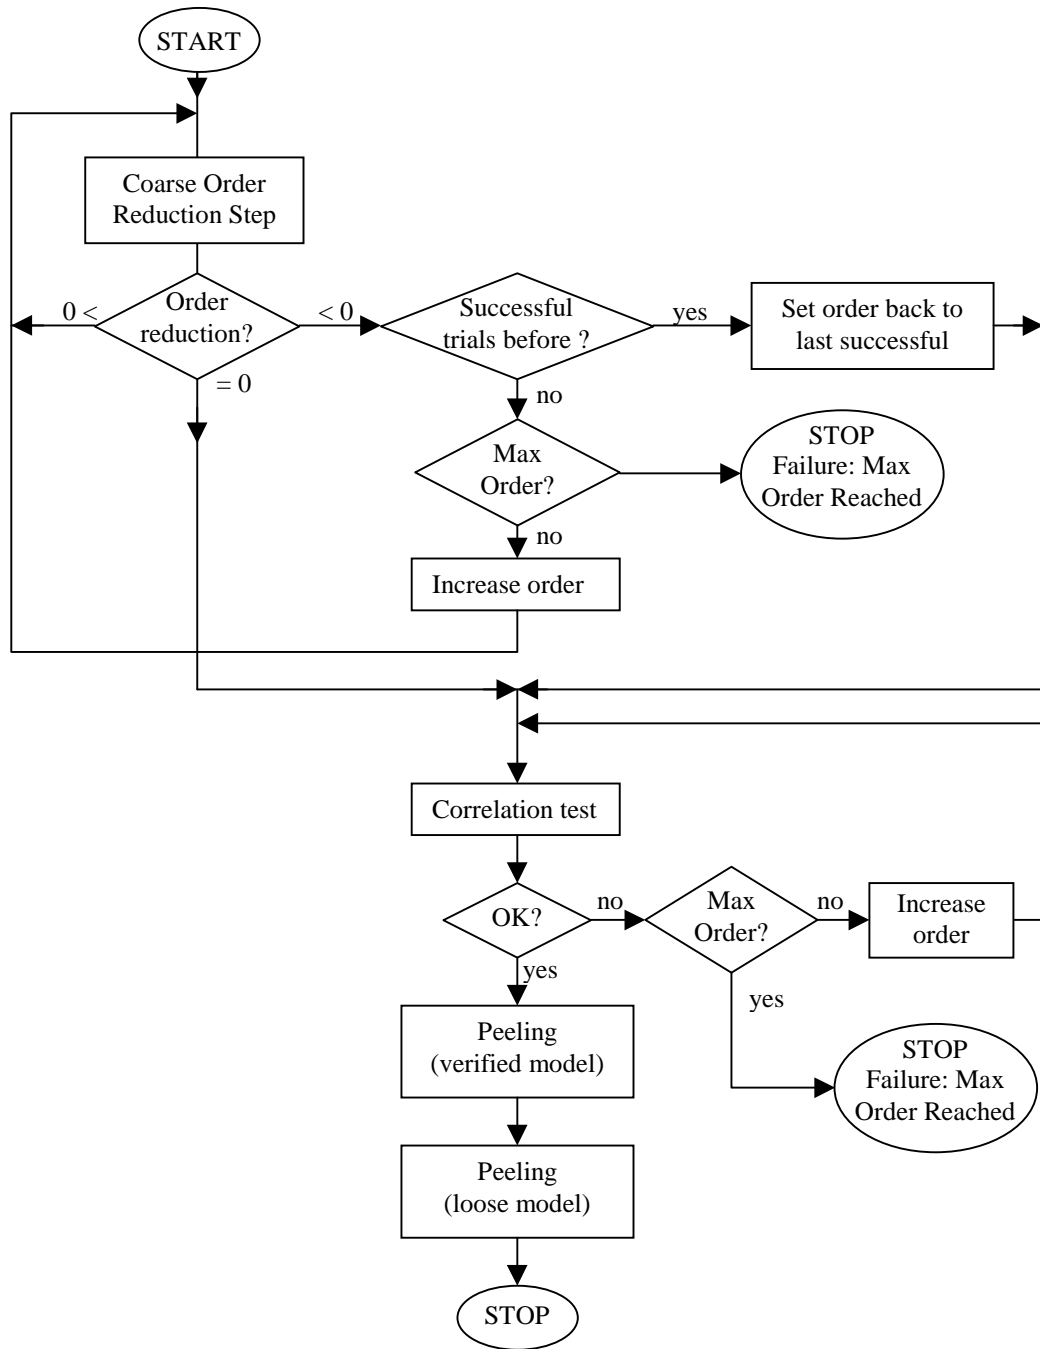 START
Coarse Order
Reduction Step
0 <
Order
reduction?
< 0
= 0
Successful
trials before ?
yes
Set order back to
last successful
no
Max
Order?
STOP
Failure: Max
Order Reached
no
Increase order
Correlation test
OK?
no
Max
Order?
no
Increase
order
yes
yes
STOP
Failure: Max
Order Reached
Peeling
(verified model)
Peeling
(loose model)
STOP